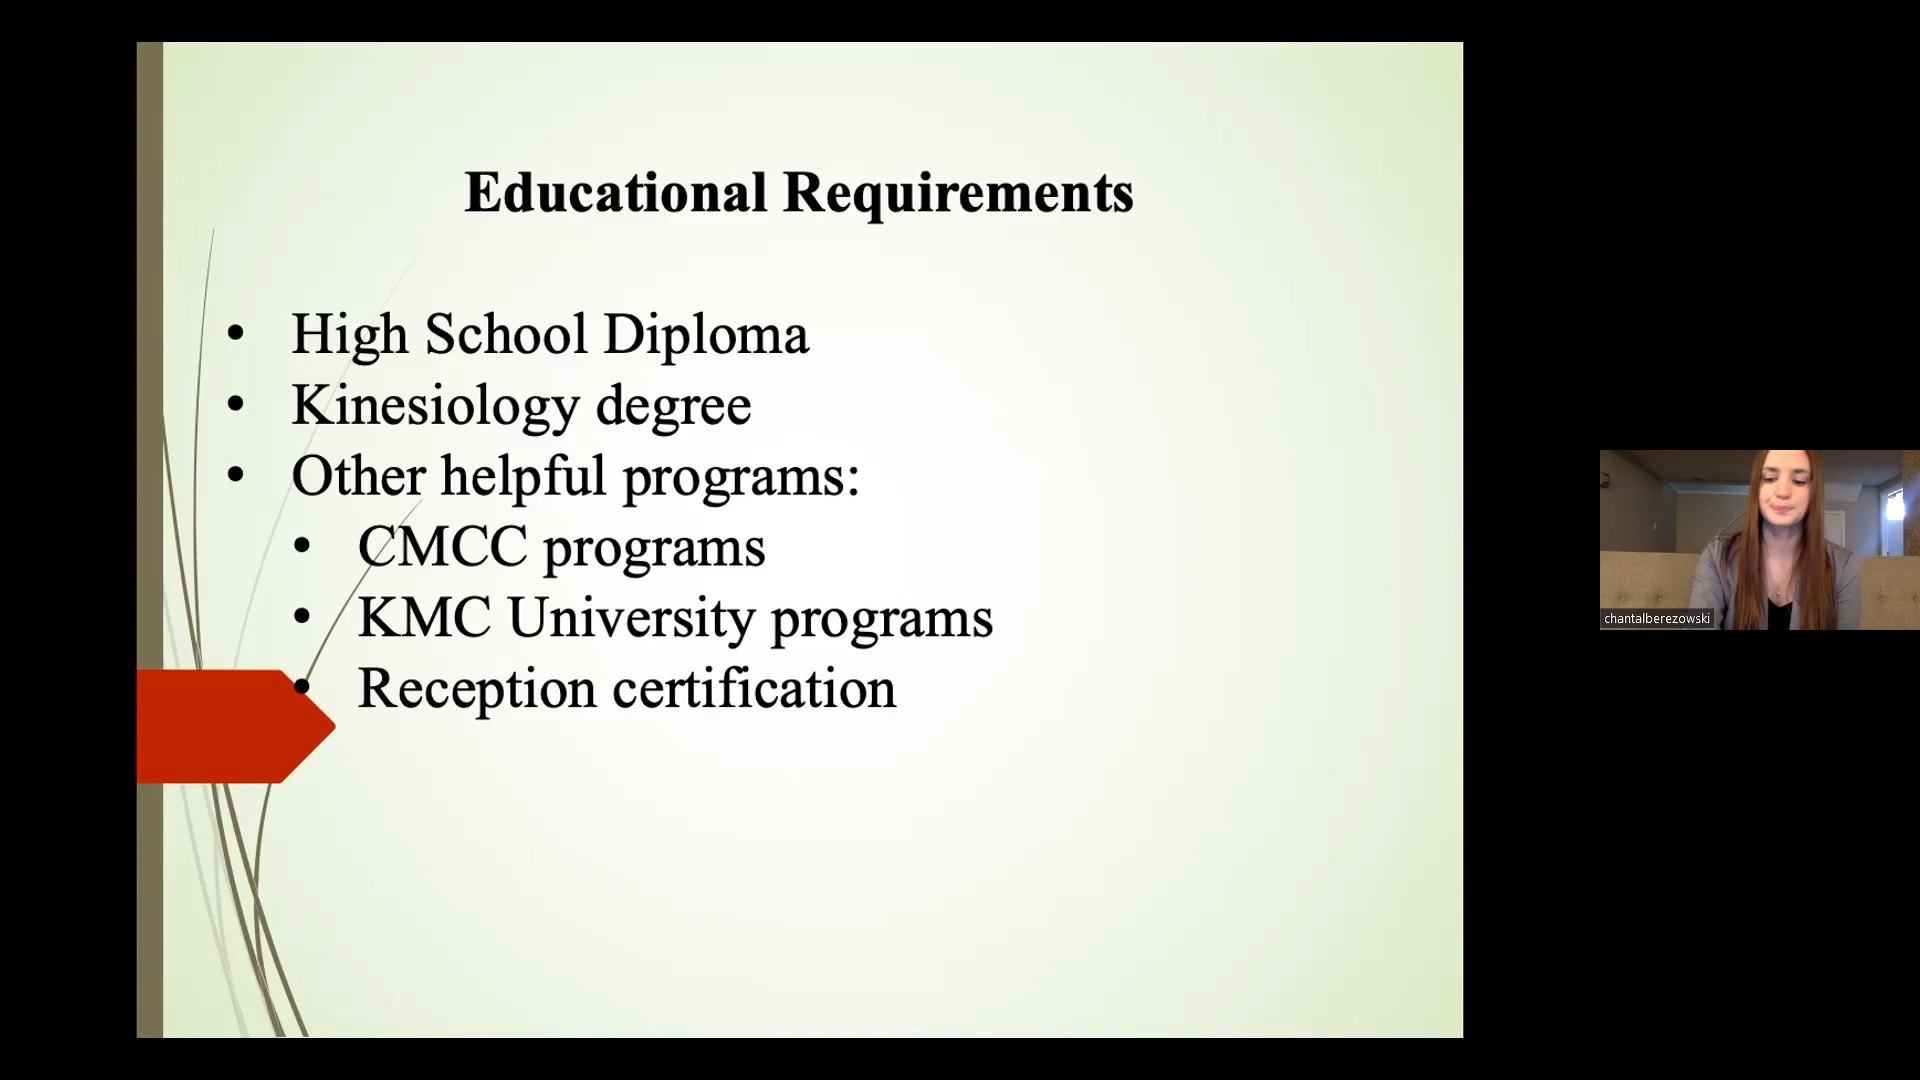 Educational Requirements
• High School Diploma
• Kinesiology degree
• Other helpful programs:
• CMCC programs
• KMC University programs
• Reception certification
chantalberezowski